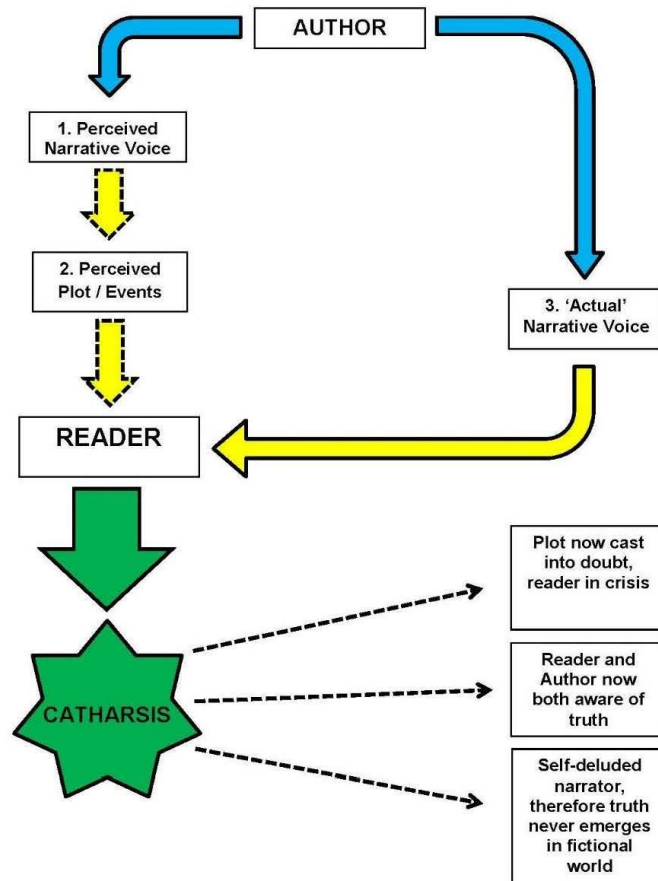 AUTHOR
1. Perceived
Narrative Voice
2. Perceived
Plot / Events
3. ‘Actual’
Narrative Voice
READER
Plot now cast
into doubt,
reader in crisis
CATHARSIS
Reader and
Author now
both aware of
truth
Self-deluded
narrator,
therefore truth
never emerges
in fictional
world